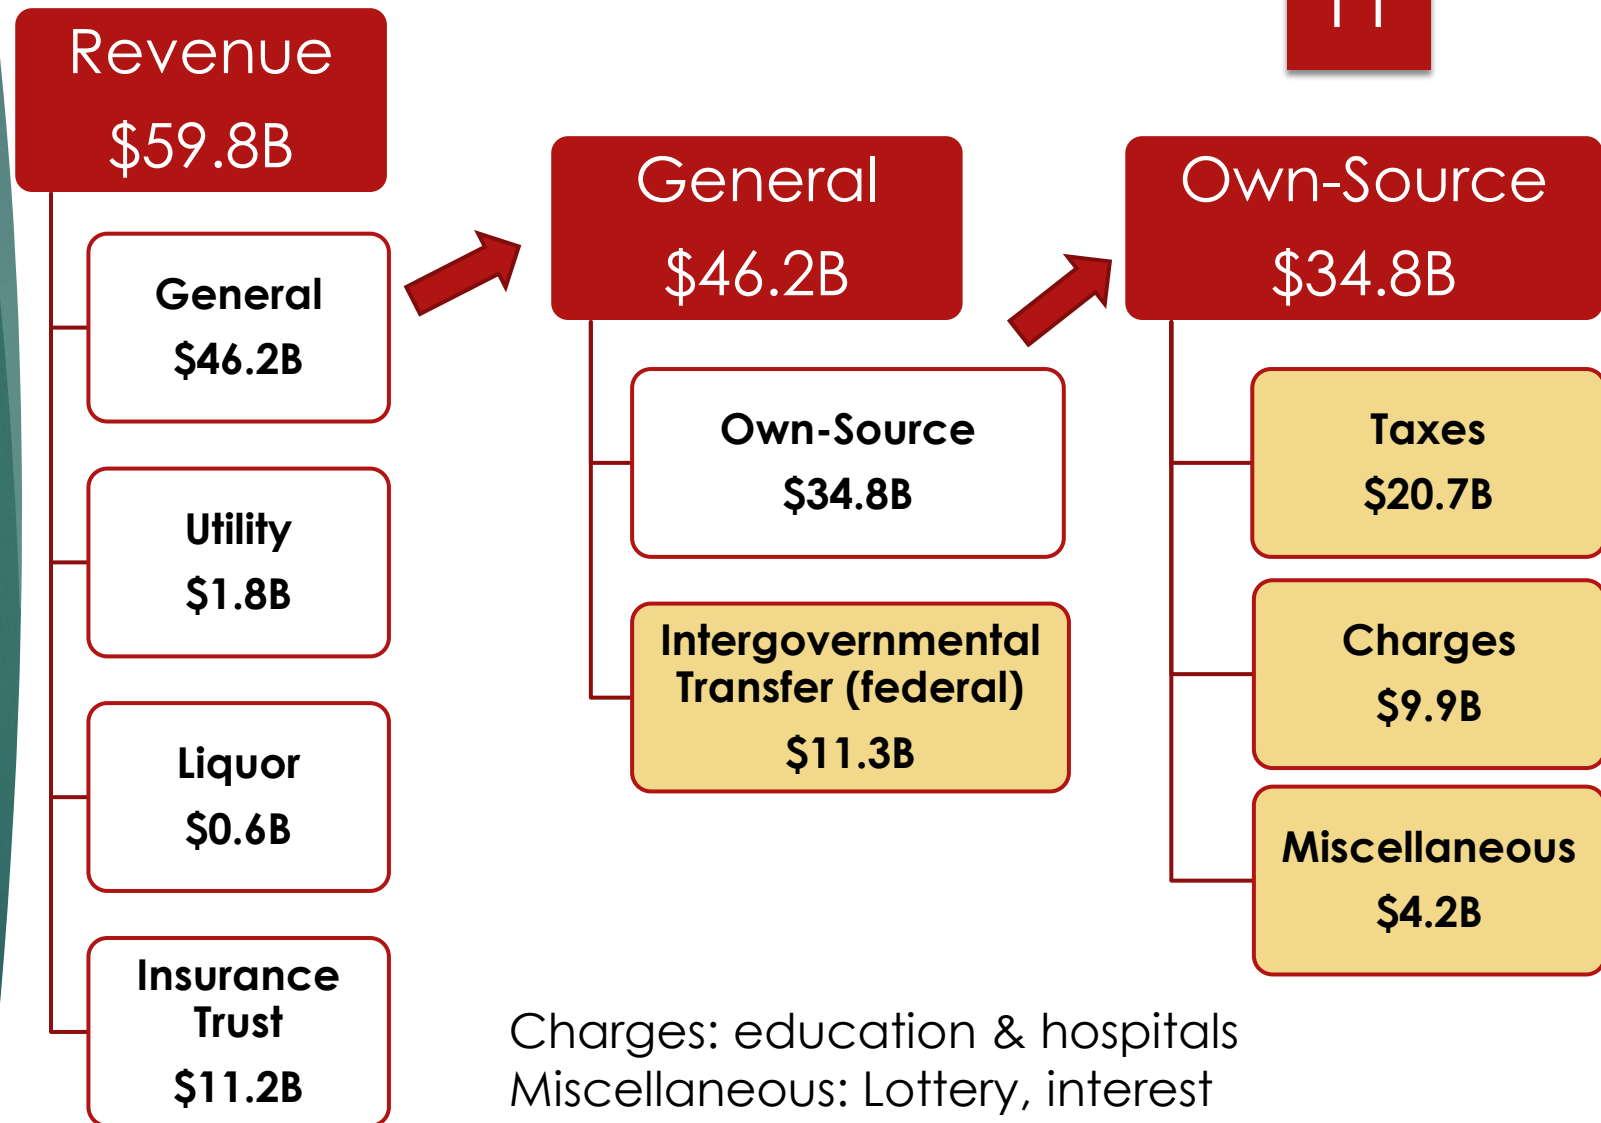 Revenue
$59.8B
General
$46.2B
Utility
$1.8B
Liquor
$0.6B
Insurance
Trust
$11.2B
General
$46.2B
Own-Source
$34.8B
Intergovernmental
Transfer (federal)
$11.3B
Own-Source
$34.8B
Taxes
$20.7B
Charges
$9.9B
Miscellaneous
$4.2B
Charges: education & hospitals
Miscellaneous: Lottery, interest